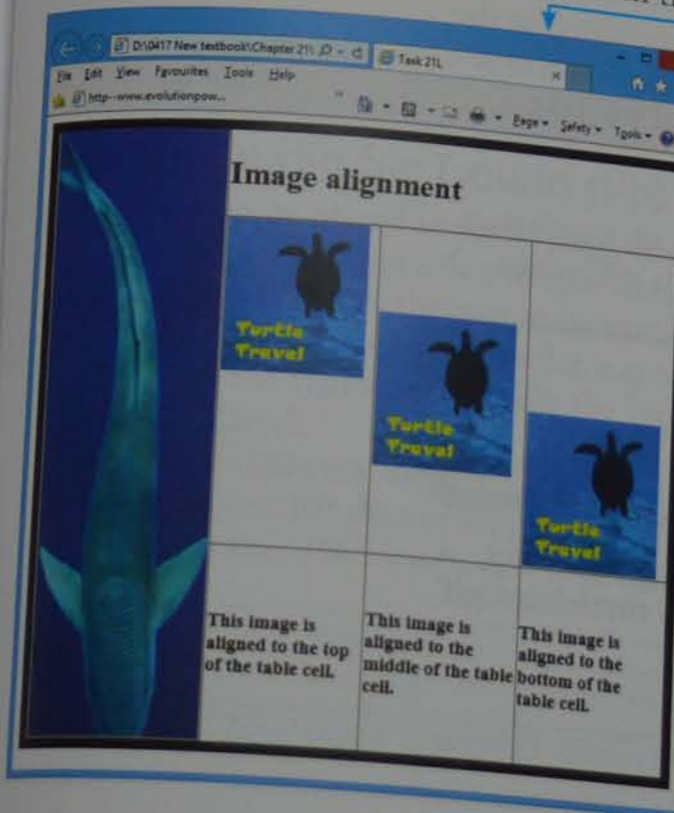 D:\0417 New textbook\Chapter 21\
Task 21L
File Edit View Favourites Tools Help
http--www.evolutionpow...
Page Safety Tools
Image alignment
Turtle
Travel
Turtle
Travel
Turtle
Travel
This image is
aligned to the top
of the table cell.
This image is
aligned to the
middle of the table
cell.
This image is
aligned to the
bottom of the
table cell.